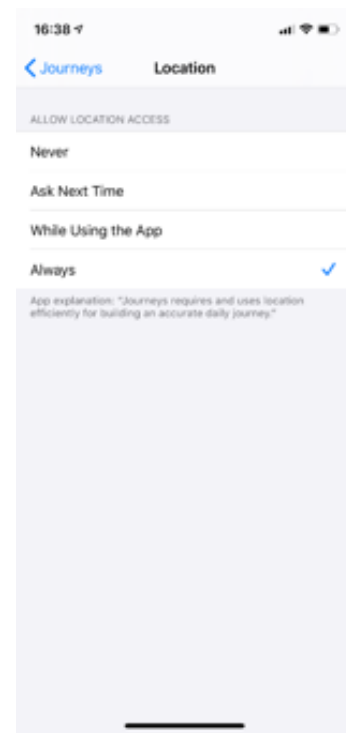 16:38
Journeys
Location
ALLOW LOCATION ACCESS
Never
Ask Next Time
While Using the App
Always
App explanation: "Journeys requires and uses location
efficiently for building an accurate daily journey."